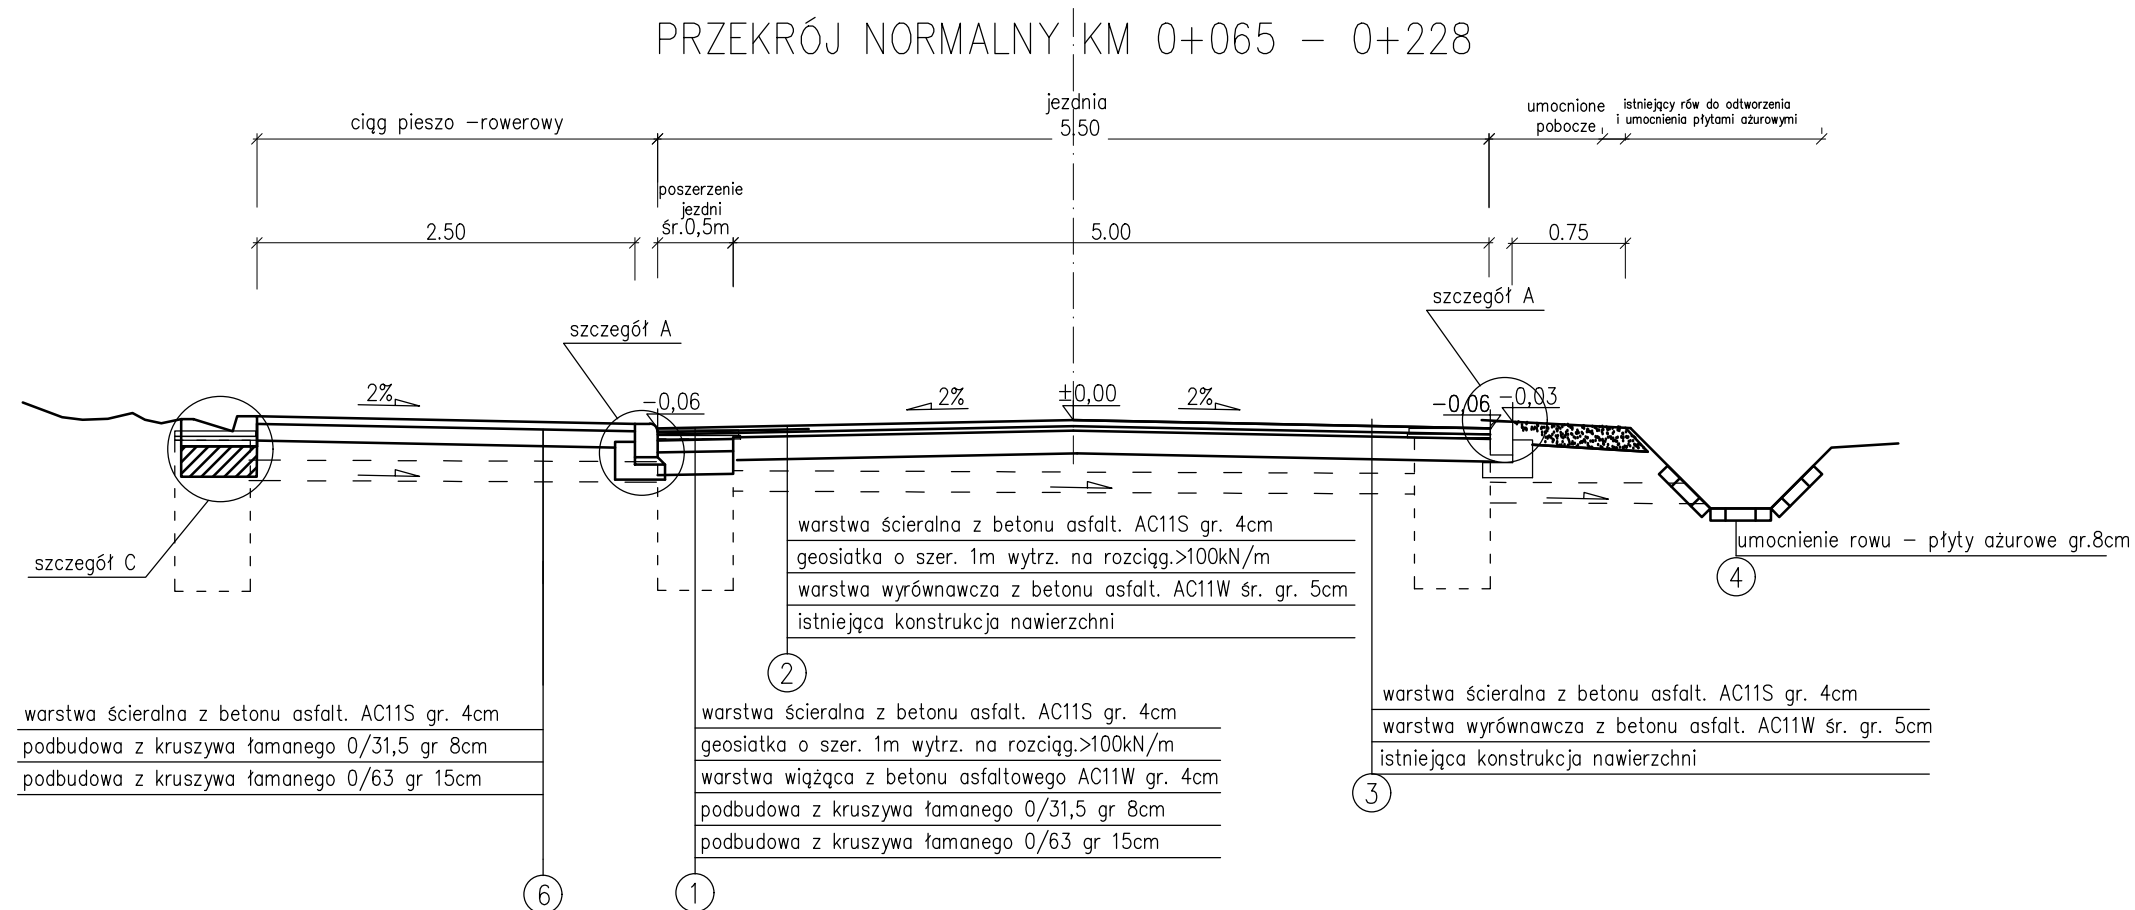 PRZEKRÓJ NORMALNY KM 0+065 – 0+228
ciąg pieszo –rowerowy
jezdnia
5.50
umocnione
pobocze
istniejący rów do odtworzenia
i umocnienia płytami ażurowymi
poszerzenie
jezdni
śr.0,5m
2.50
5.00
0.75
szczegół A
szczegół A
2%
-0,06
2%
±0,00
2%
-0,06
-0,03
szczegół C
warstwa ścieralna z betonu asfalt. AC11S gr. 4cm
geosiatka o szer. 1m wytrz. na rozciąg.>100kN/m
warstwa wyrównawcza z betonu asfalt. AC11W śr. gr. 5cm
istniejąca konstrukcja nawierzchni
2
umocnienie rowu – płyty ażurowe gr.8cm
4
warstwa ścieralna z betonu asfalt. AC11S gr. 4cm
podbudowa z kruszywa łamanego 0/31,5 gr 8cm
podbudowa z kruszywa łamanego 0/63 gr 15cm
6
warstwa ścieralna z betonu asfalt. AC11S gr. 4cm
geosiatka o szer. 1m wytrz. na rozciąg.>100kN/m
warstwa wiążąca z betonu asfaltowego AC11W gr. 4cm
podbudowa z kruszywa łamanego 0/31,5 gr 8cm
podbudowa z kruszywa łamanego 0/63 gr 15cm
1
warstwa ścieralna z betonu asfalt. AC11S gr. 4cm
warstwa wyrównawcza z betonu asfalt. AC11W śr. gr. 5cm
istniejąca konstrukcja nawierzchni
3